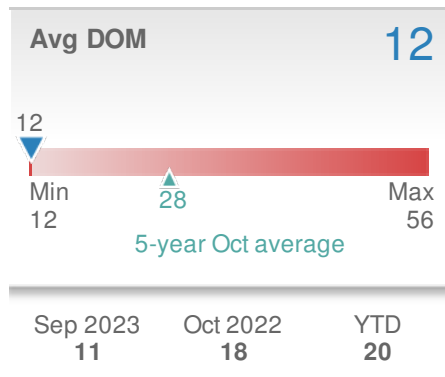 Avg DOM 12
12
Min Max
12 28 56
5-year Oct average
Sep 2023 Oct 2022 YTD
11 18 20